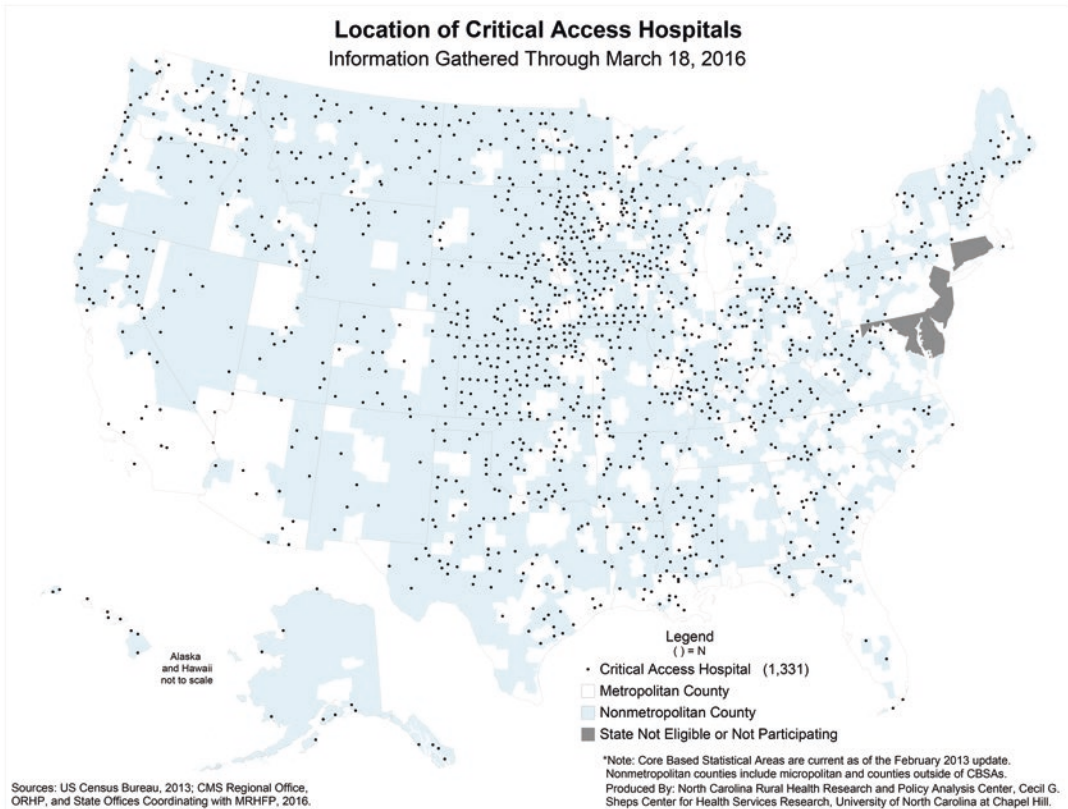 Location of Critical Access Hospitals
Information Gathered Through March 18, 2016
Alaska
and Hawaii
not to scale
Legend
( ) = N
Critical Access Hospital (1,331)
Metropolitan County
Nonmetropolitan County
State Not Eligible or Not Participating
*Note: Core Based Statistical Areas are current as of the February 2013 update.
Nonmetropolitan counties include micropolitan and counties outside of CBSAs.
Produced By: North Carolina Rural Health Research and Policy Analysis Center, Cecil G.
Sheps Center for Health Services Research, University of North Carolina at Chapel Hill.
Sources: US Census Bureau, 2013; CMS Regional Office,
ORHP, and State Offices Coordinating with MRHFP, 2016.